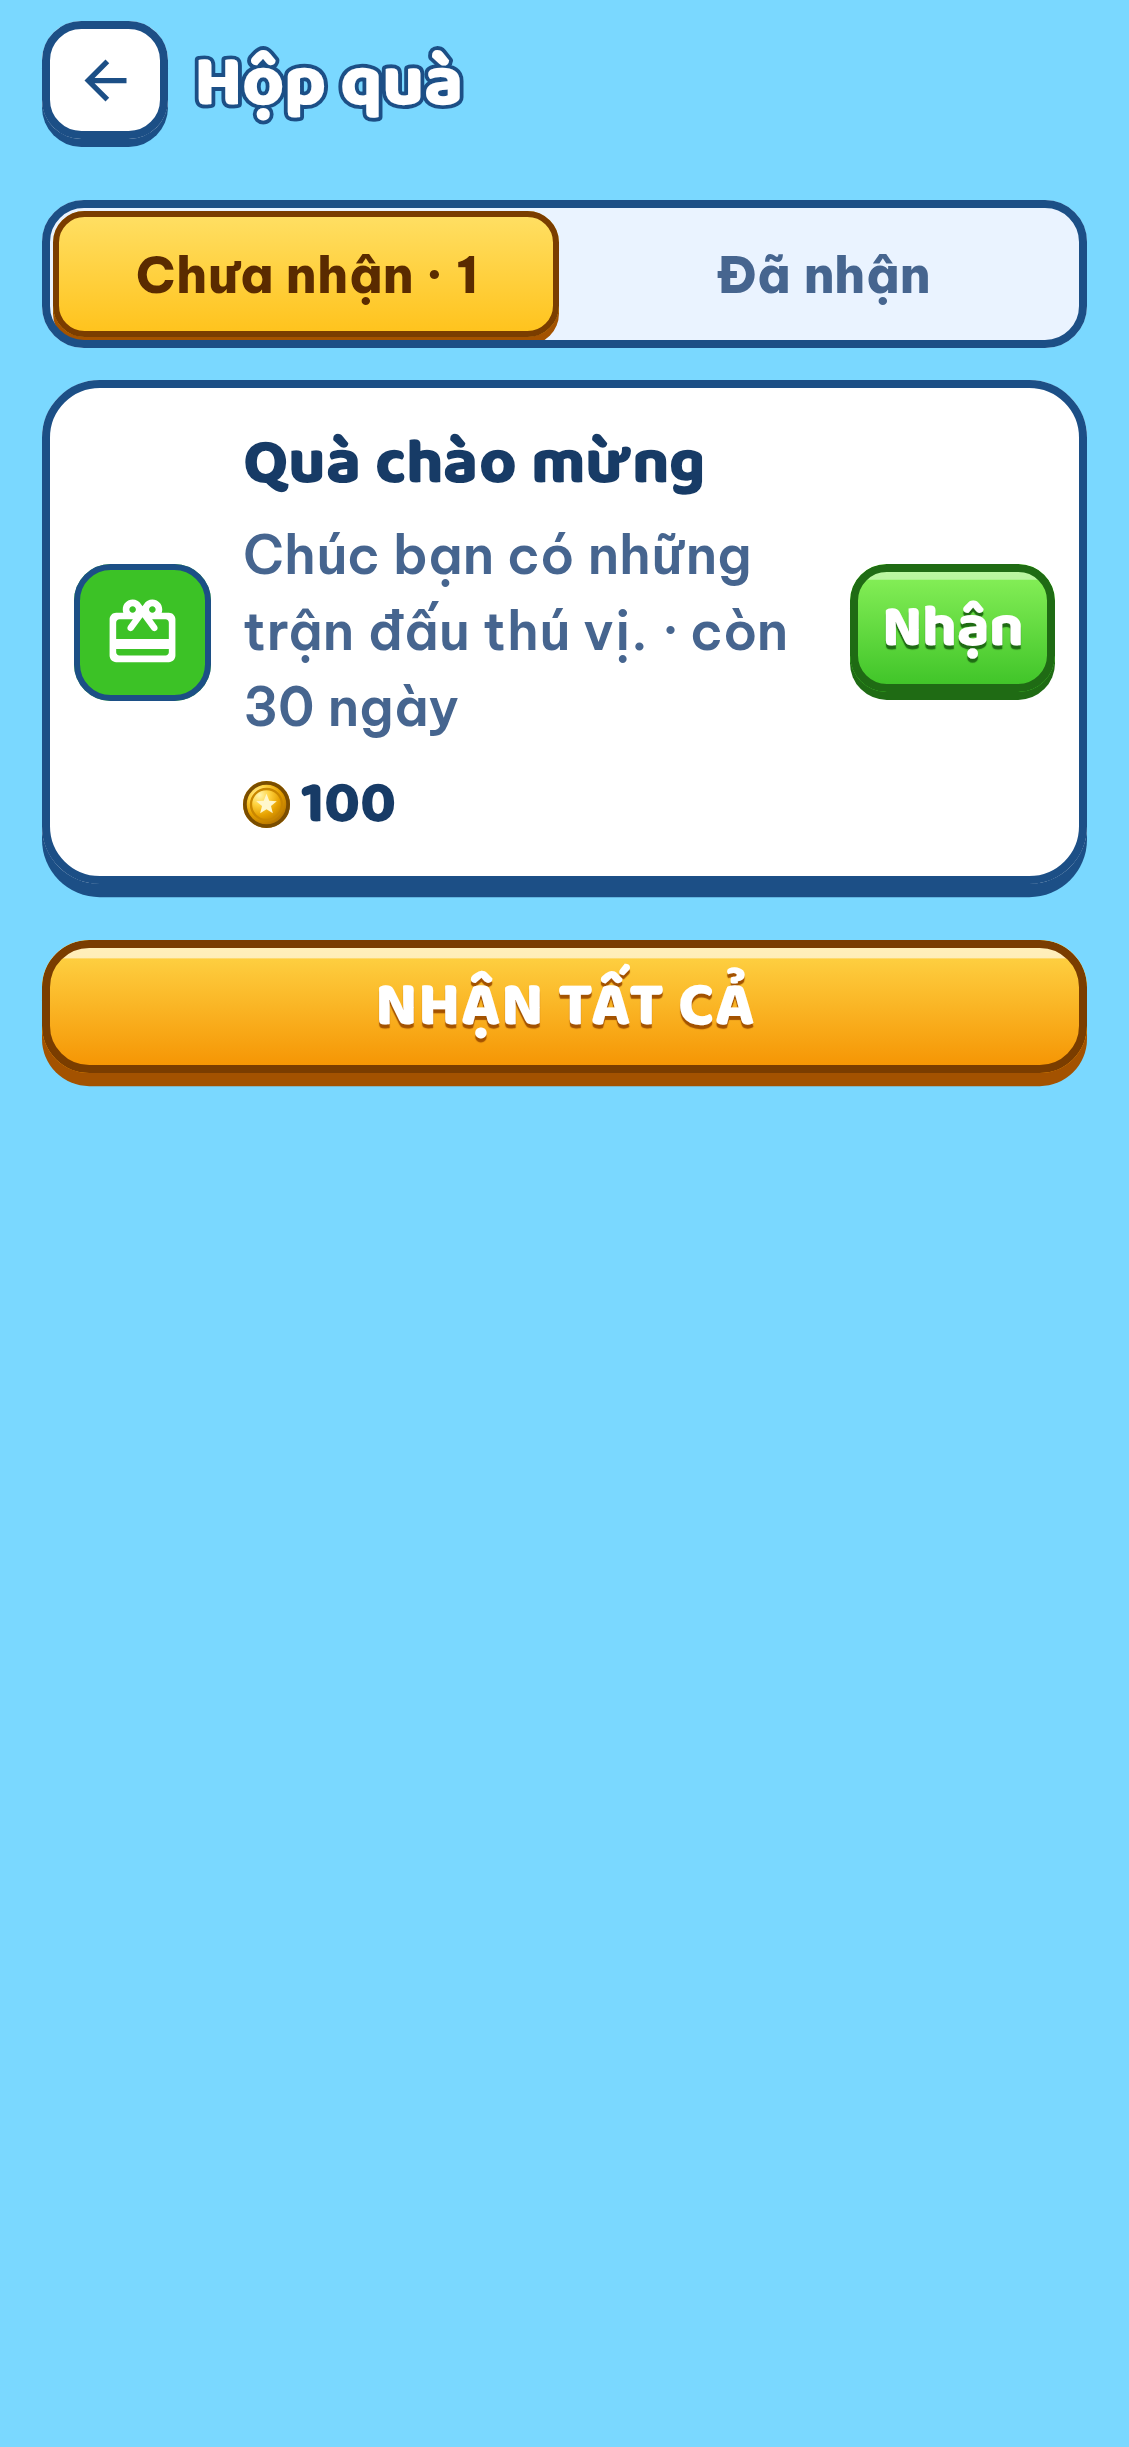 Hộp quà
Chưa nhận · 1
Đã nhận
Quà chào mừng
Chúc bạn có những
trận đấu thú vị. · còn
30 ngày
Nhận
100
NHẬN TẤT CẢ